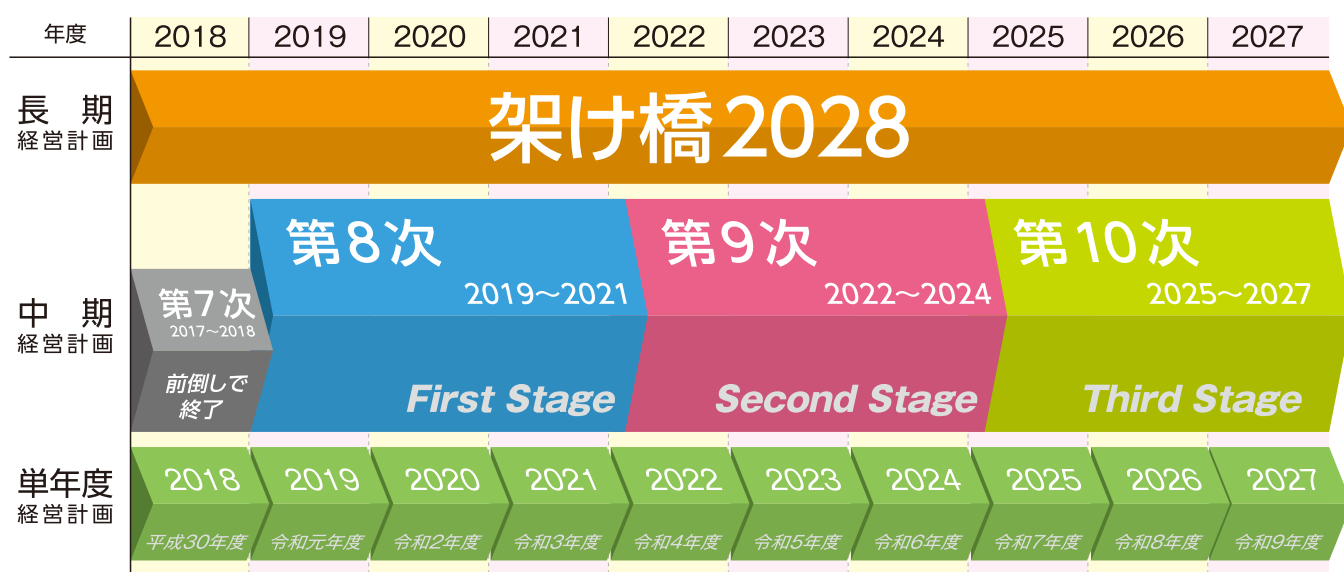 年度 2018 2019 2020 2021 2022 2023 2024 2025 2026 2027
長期
経営計画
架け橋2028
中期
経営計画
第7次
2017〜2018
前倒しで
終了
第8次
2019〜2021
First Stage
第9次
2022〜2024
Second Stage
第10次
2025〜2027
Third Stage
単年度
経営計画
2018 2019 2020 2021 2022 2023 2024 2025 2026 2027
平成30年度 令和元年度 令和2年度 令和3年度 令和4年度 令和5年度 令和6年度 令和7年度 令和8年度 令和9年度